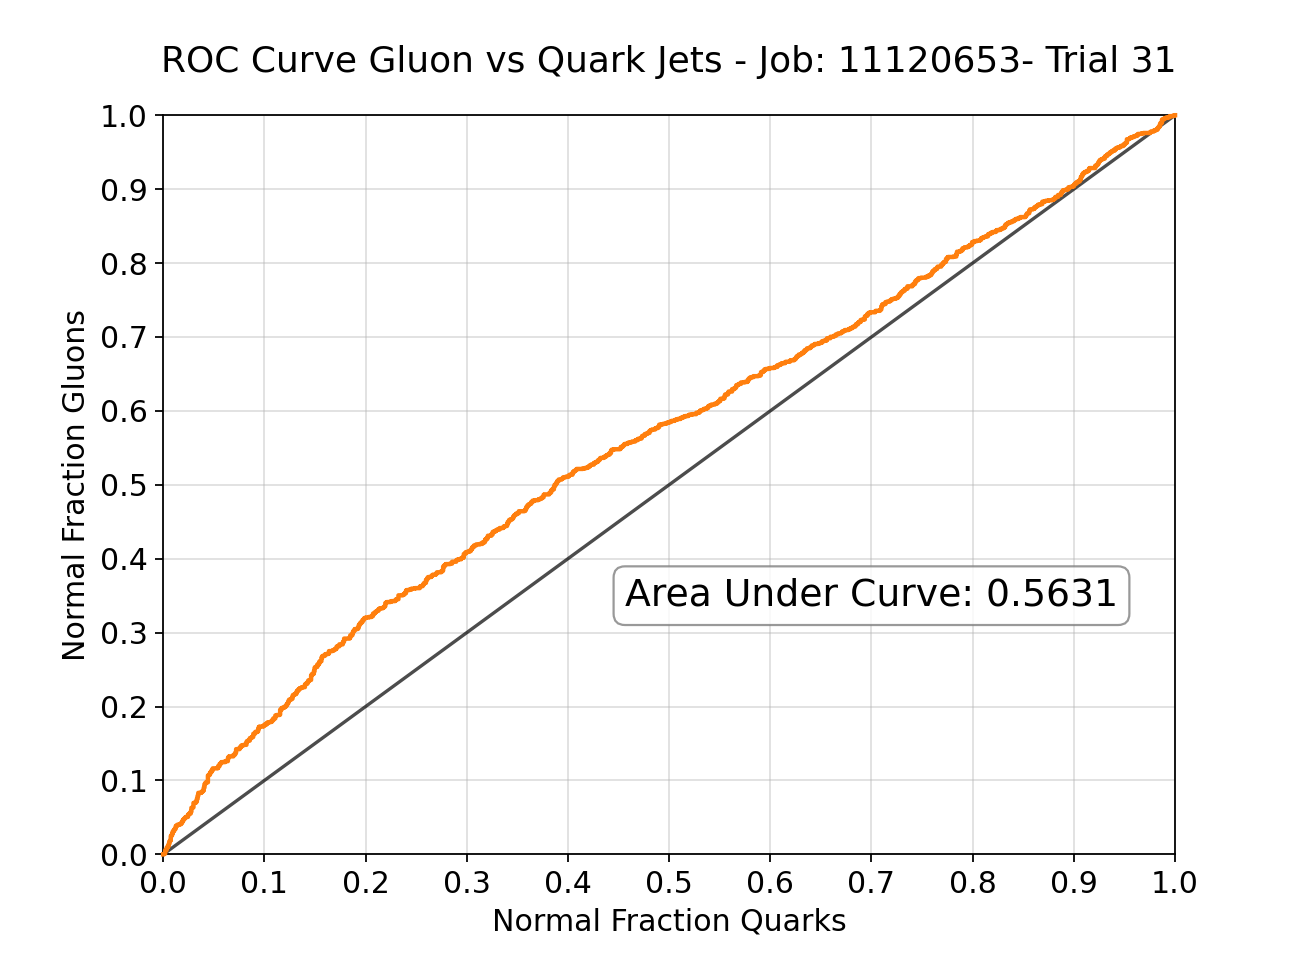 ROC Curve Gluon vs Quark Jets - Job: 11120653- Trial 31
1.0
0.9
0.8
0.7
0.6
0.5
0.4
0.3
0.2
0.1
0.0
Normal Fraction Gluons
Area Under Curve: 0.5631
0.0 0.1 0.2 0.3 0.4 0.5 0.6 0.7 0.8 0.9 1.0
Normal Fraction Quarks